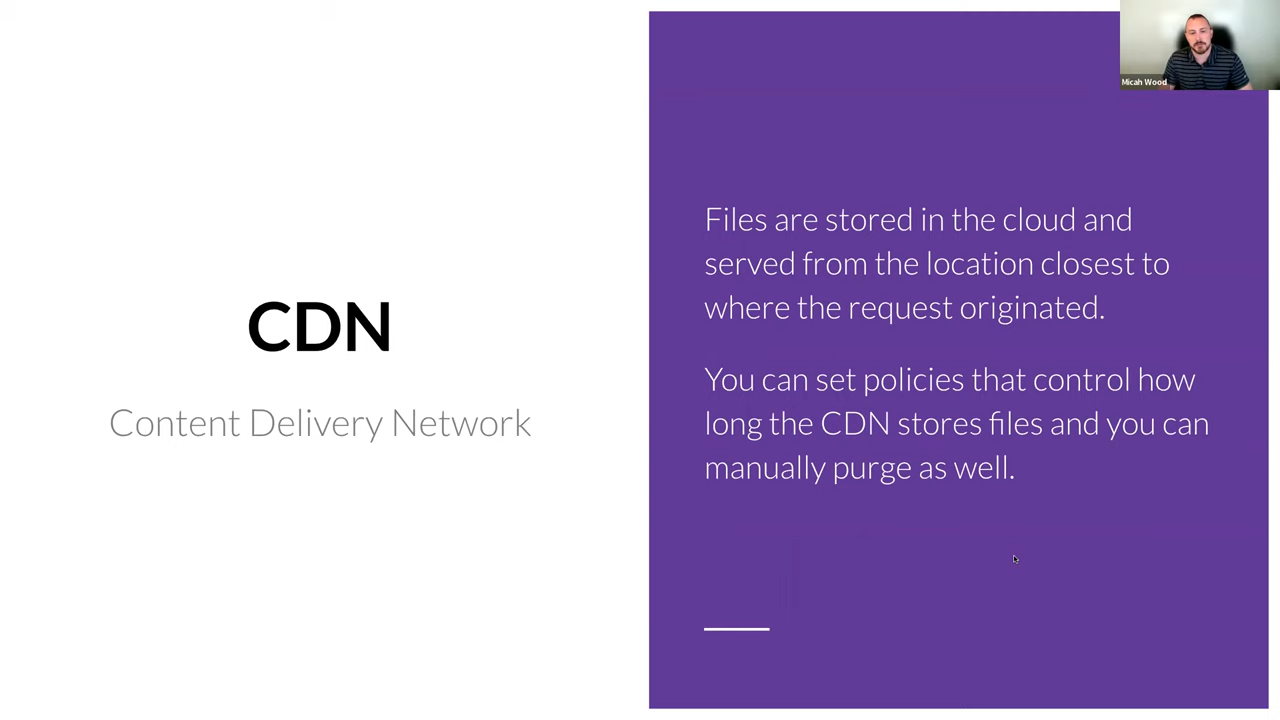 Micah Wood
CDN
Content Delivery Network
Files are stored in the cloud and
served from the location closest to
where the request originated.
You can set policies that control how
long the CDN stores files and you can
manually purge as well.